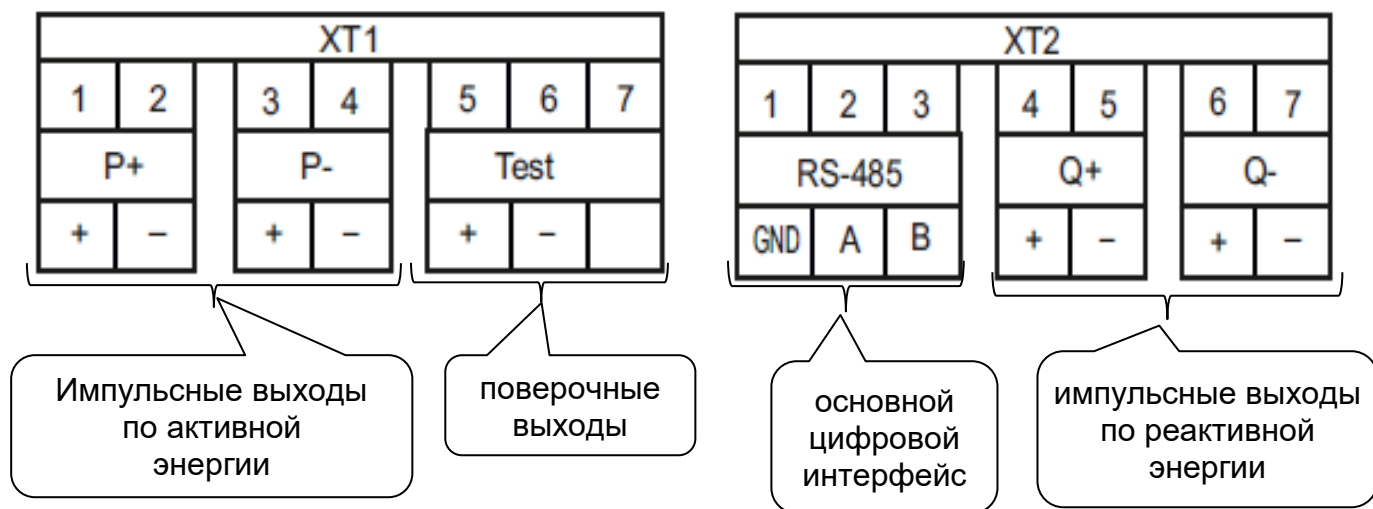 XT1
1 2 3 4 5 6 7
P+ P- Test
+ – + – + –
XT2
1 2 3 4 5 6 7
RS-485 Q+ Q-
GND A B + – + –
Импульсные выходы
по активной
энергии
поверочные
выходы
основной
цифровой
интерфейс
импульсные выходы
по реактивной
энергии